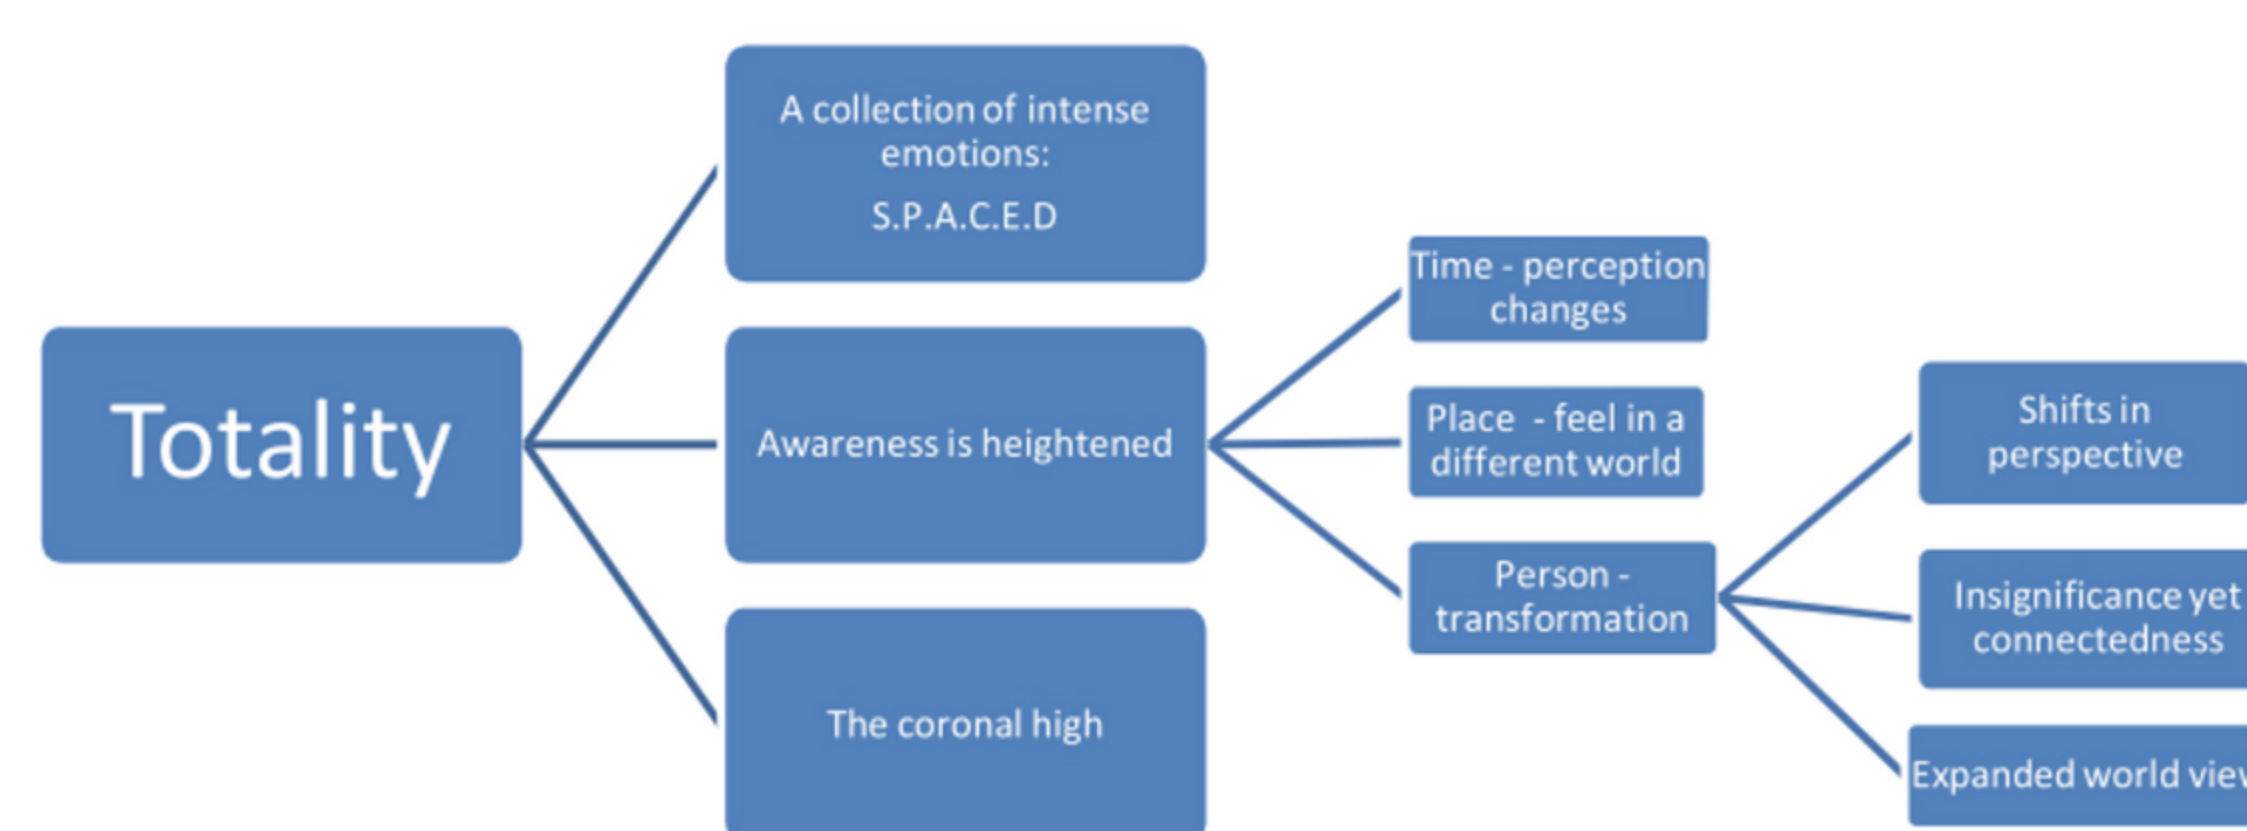 Totality
A collection of intense
emotions:
S.P.A.C.E.D
Awareness is heightened
The coronal high
Time - perception
changes
Place - feel in a
different world
Person -
transformation
Shifts in
perspective
Insignificance yet
connectedness
Expanded world view